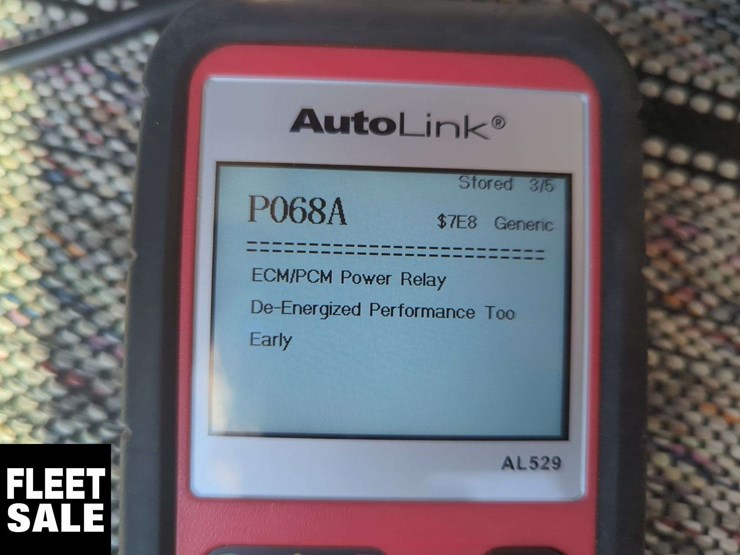 AutoLink®
Stored 3/5
P068A
$7E8 Generic
==============================
ECM/PCM Power Relay
De-Energized Performance Too
Early
AL529
FLEET
SALE